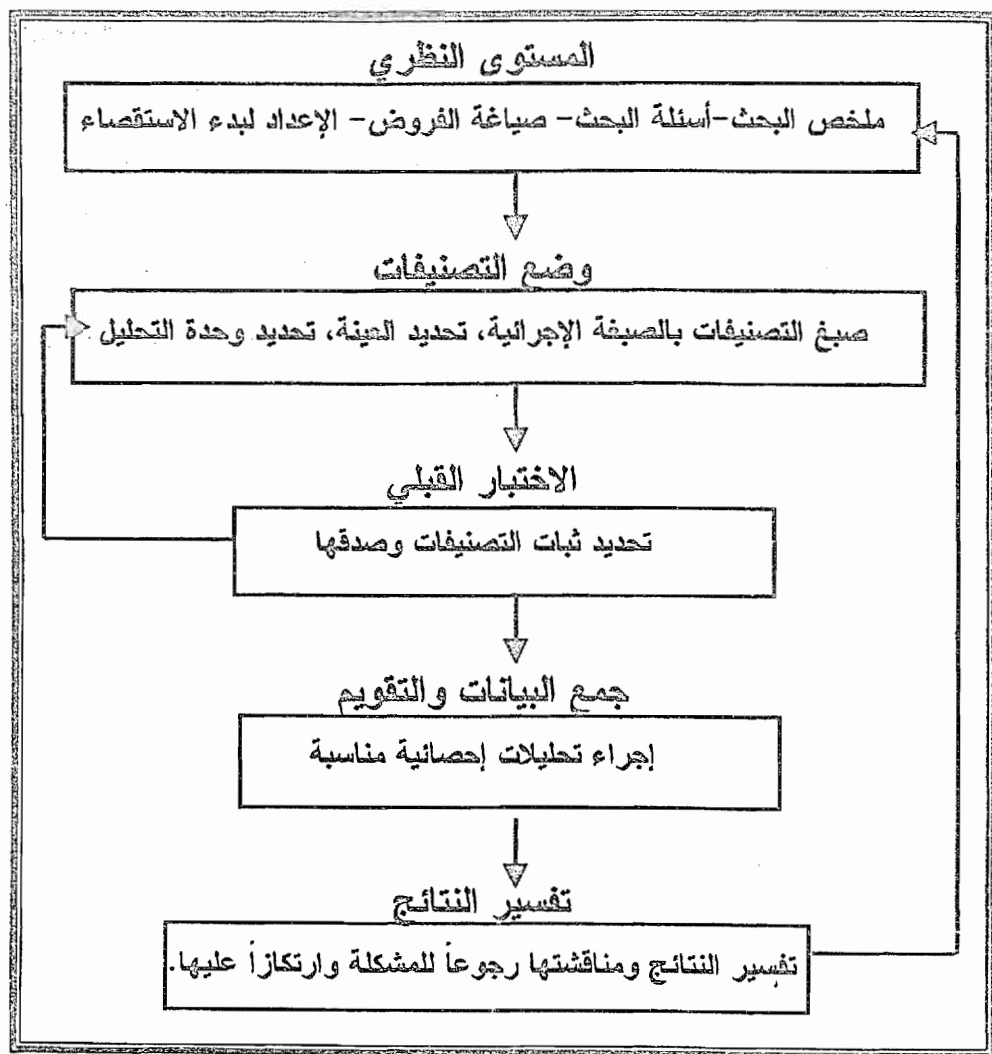 المستوى النظري
ملخص البحث-أسئلة البحث- صياغة الفروض- الإعداد لبدء الاستقصاء
وضع التصنيفات
صبغ التصنيفات بالصبغة الإجرائية، تحديد العينة، تحديد وحدة التحليل
الاختبار القبلي
تحديد ثبات التصنيفات وصدقها
جمع البيانات والتقويم
إجراء تحليلات إحصائية مناسبة
تفسير النتائج
تفسير النتائج ومناقشتها رجوعاً للمشكلة وارتكازاً عليها.